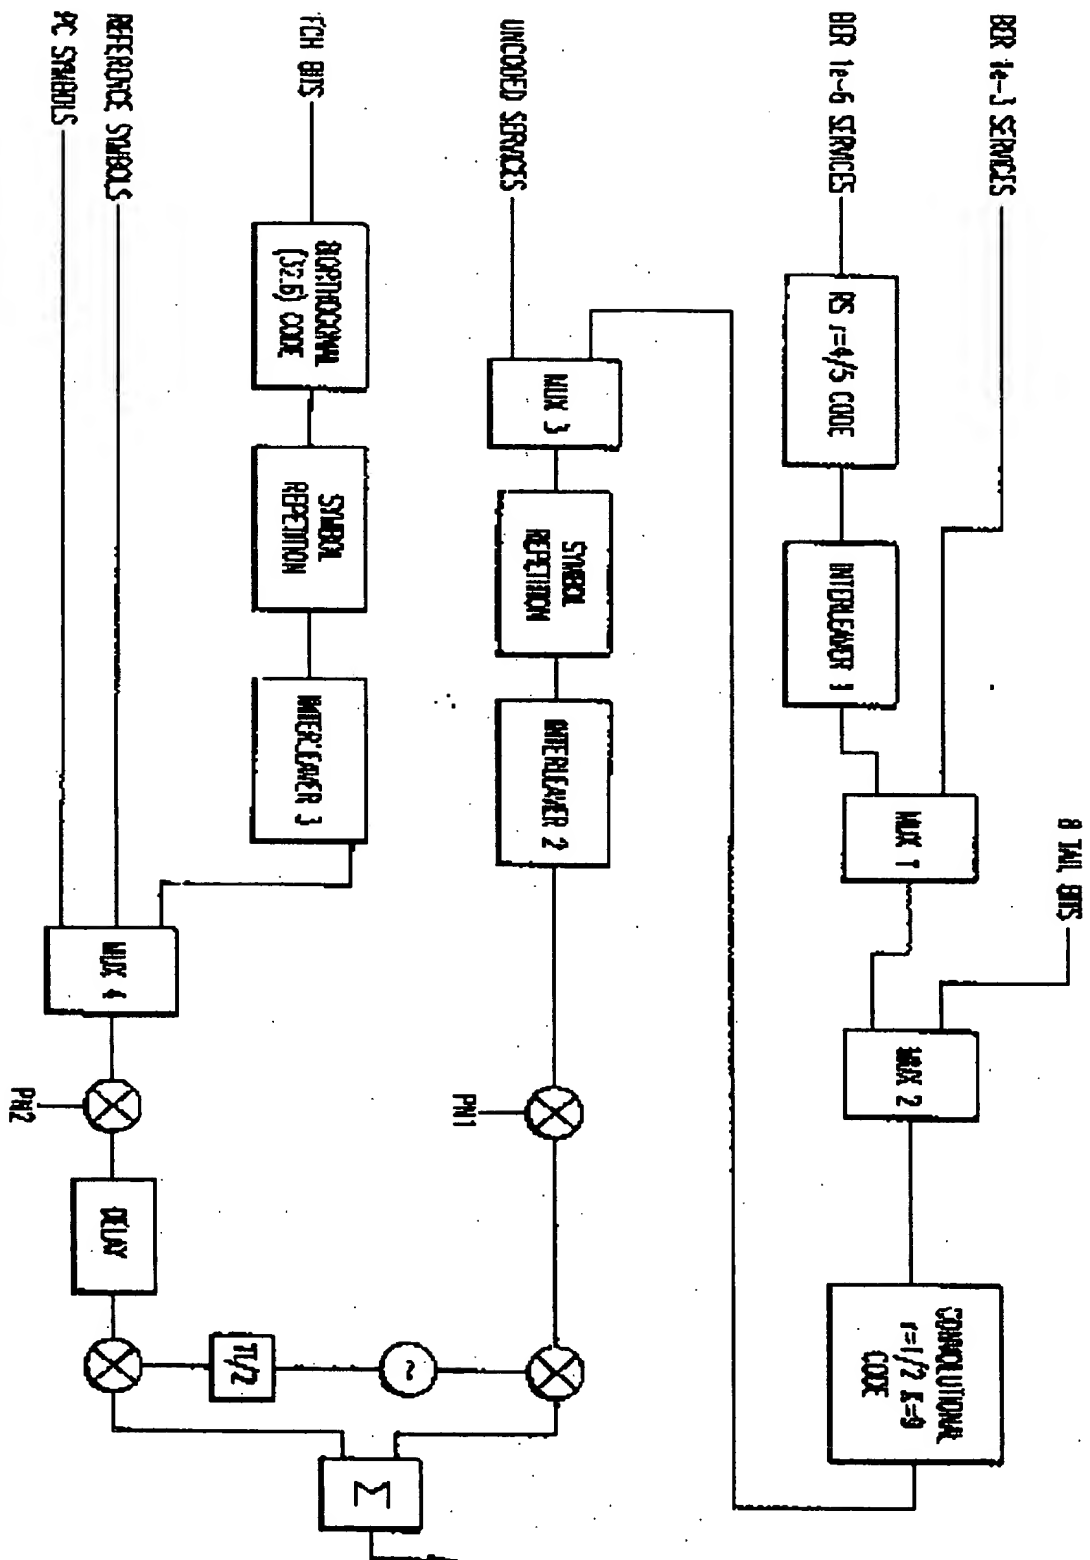 BER 1e-3 SERVICES
8 TAIL BITS
BER 1e-6 SERVICES
RS r=4/5 CODE
INTERLEAVER 1
MUX 1
MUX 2
CONVOLUTIONAL
r=1/2 K=9
CODE
UNCODED SERVICES
MUX 3
SYMBOL
REPETITION
INTERLEAVER 2
PN1
~
FCH BITS
BIORTHOGONAL
(32.6) CODE
SYMBOL
REPETITION
INTERLEAVER 3
π/2
Σ
REFERENCE SYMBOLS
PC SYMBOLS
MUX 4
PN2
DELAY